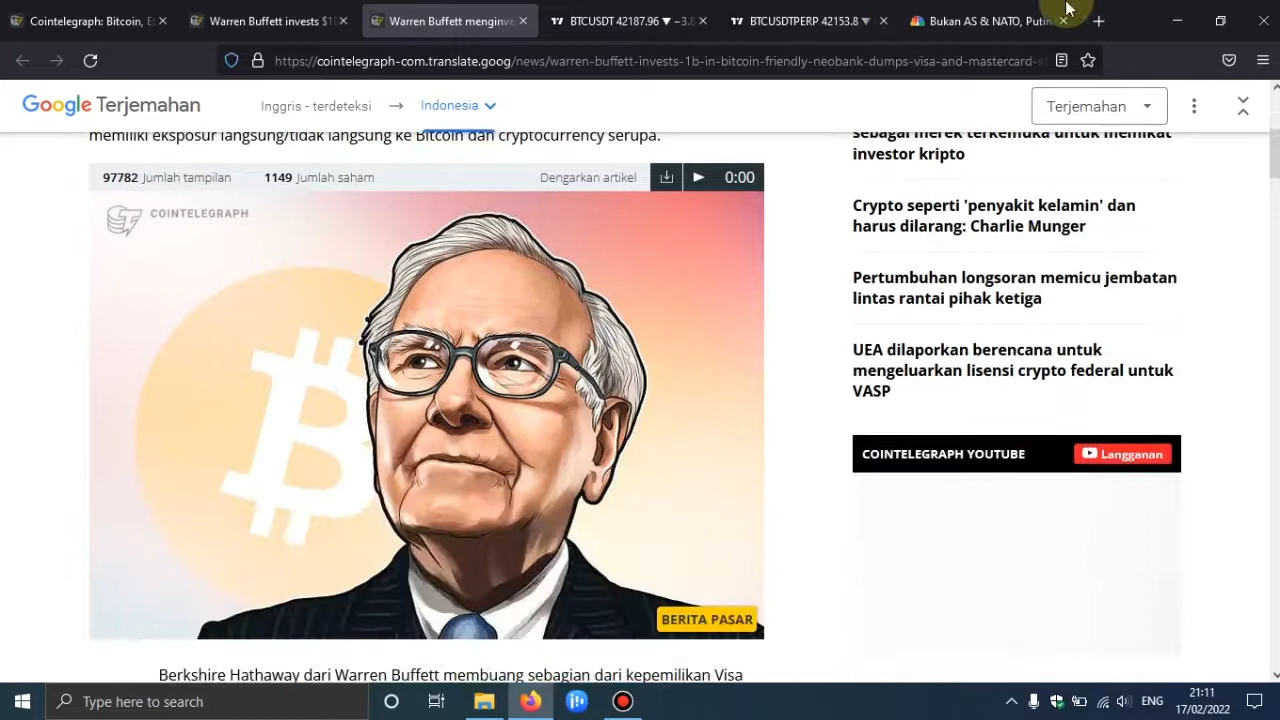 Cointelegraph: Bitcoin, E
Warren Buffett invests $1
Warren Buffett menginve
BTCUSDT 42187.96 ▼ −3.8
BTCUSDTPERP 42153.8 ▼
Bukan AS & NATO, Putin
https://cointelegraph-com.translate.goog/news/warren-buffett-invests-1b-in-bitcoin-friendly-neobank-dumps-visa-and-mastercard-s
Google Terjemahan
Inggris - terdeteksi → Indonesia
Terjemahan
memiliki eksposur langsung/tidak langsung ke Bitcoin dan cryptocurrency serupa.
97782 Jumlah tampilan 1149 Jumlah saham Dengarkan artikel 0:00
COINTELEGRAPH
BERITA PASAR
Berkshire Hathaway dari Warren Buffett membuang sebagian dari kepemilikan Visa
sebagai merek terkemuka untuk memikat
investor kripto
Crypto seperti 'penyakit kelamin' dan
harus dilarang: Charlie Munger
Pertumbuhan longsoran memicu jembatan
lintas rantai pihak ketiga
UEA dilaporkan berencana untuk
mengeluarkan lisensi crypto federal untuk
VASP
COINTELEGRAPH YOUTUBE
Langganan
Type here to search
ENG
21:11
17/02/2022